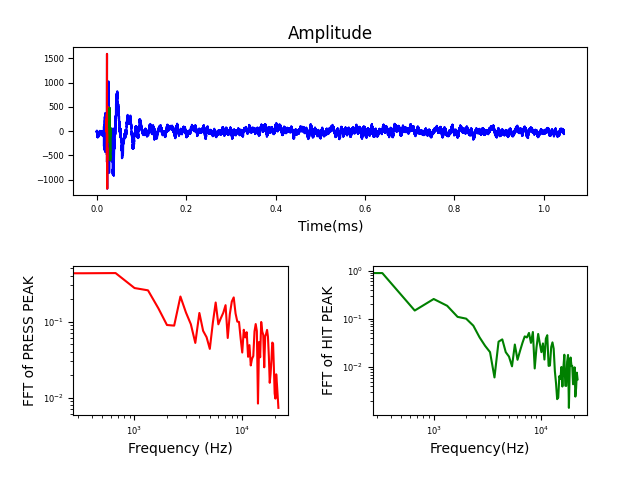 Amplitude
1500
1000
500
0
−500
−1000
0.0 0.2 0.4 0.6 0.8 1.0
Time(ms)
FFT of PRESS PEAK
10⁻¹
10⁻²
10³ 10⁴
Frequency (Hz)
FFT of HIT PEAK
10⁰
10⁻¹
10⁻²
10³ 10⁴
Frequency(Hz)